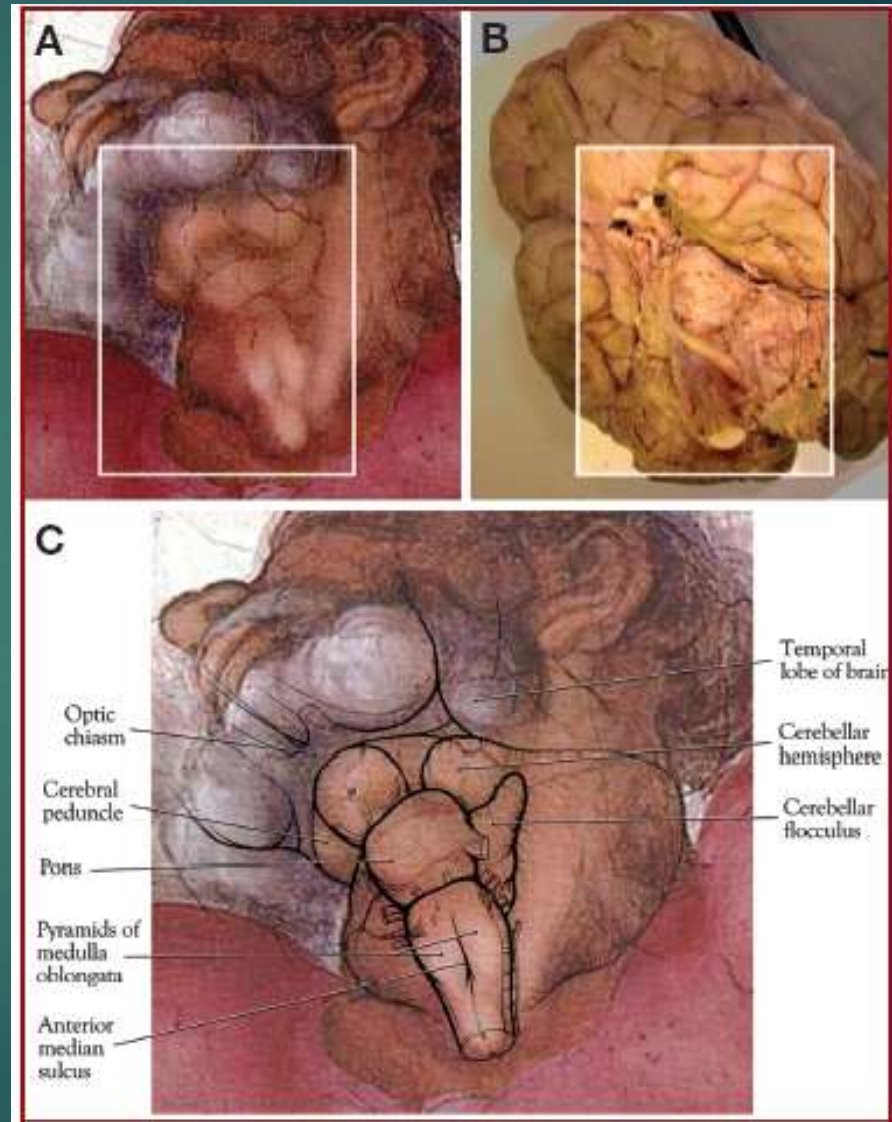 A
B
C
Optic
chiasm
Cerebral
peduncle
Pons
Pyramids of
medulla
oblongata
Anterior
median
sulcus
Temporal
lobe of brain
Cerebellar
hemisphere
Cerebellar
flocculus